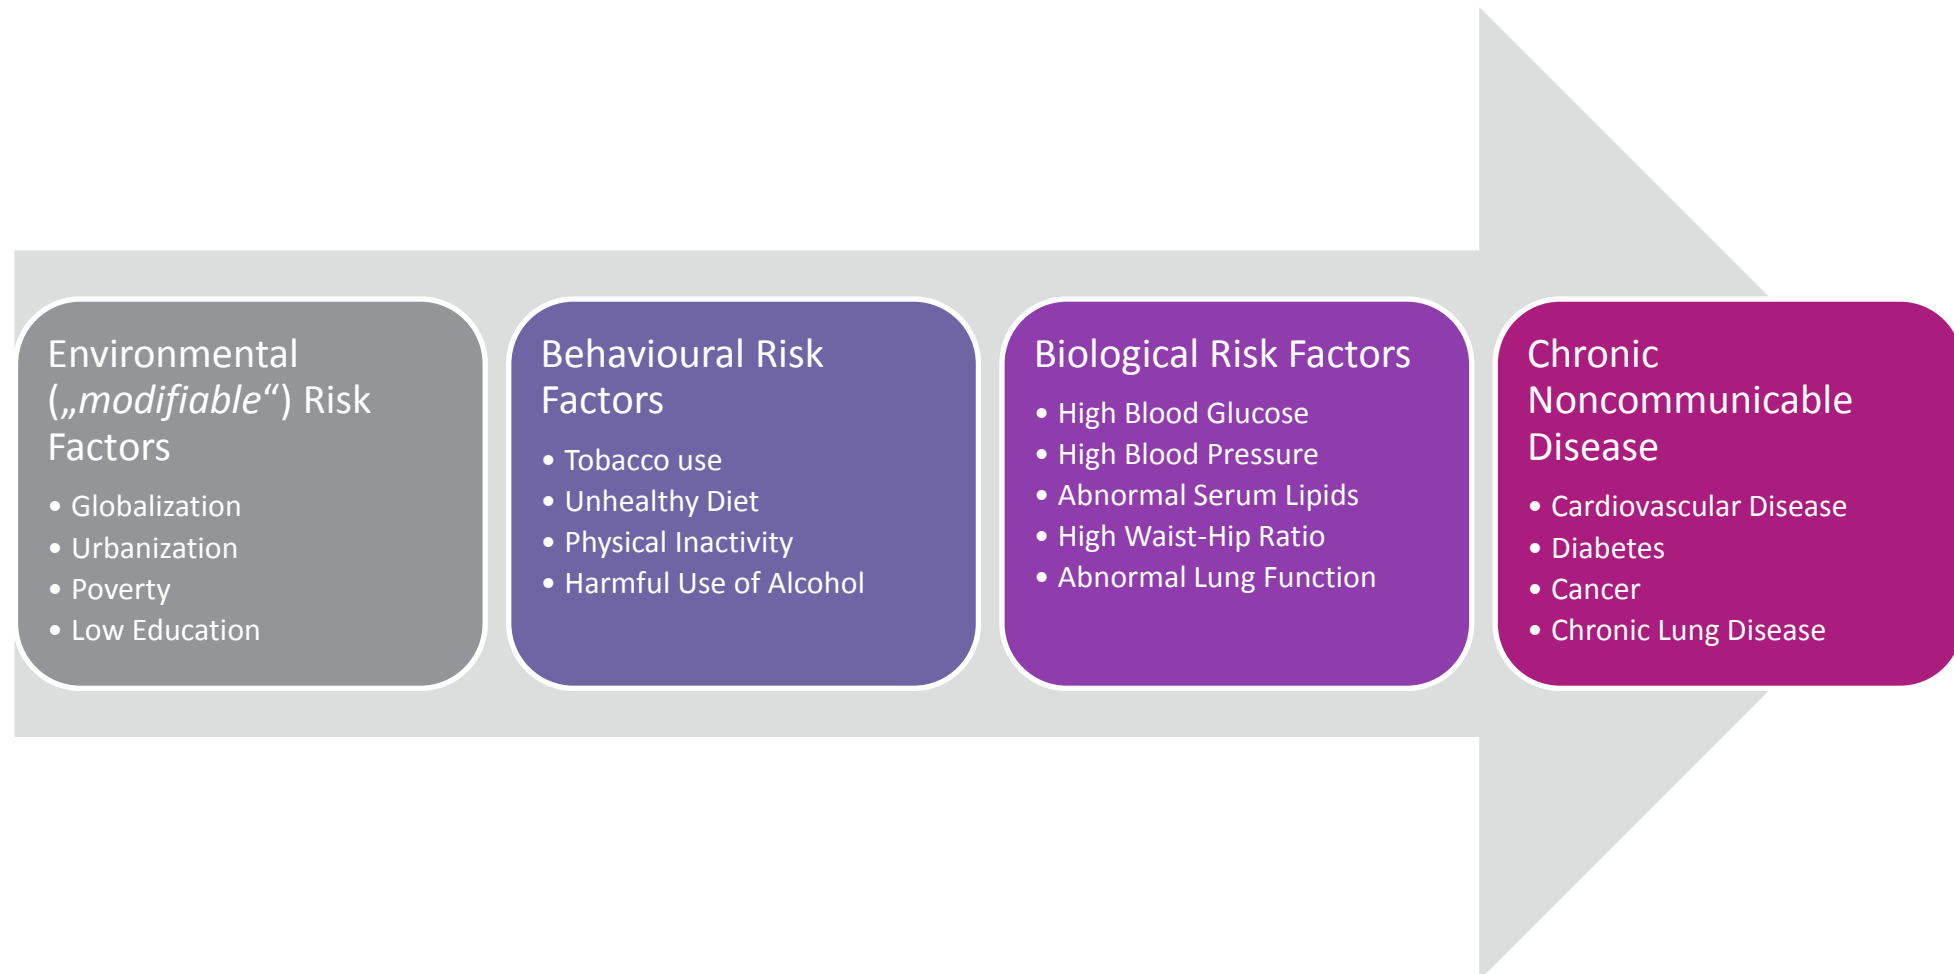 Environmental
(„modifiable“) Risk
Factors
• Globalization
• Urbanization
• Poverty
• Low Education
Behavioural Risk
Factors
• Tobacco use
• Unhealthy Diet
• Physical Inactivity
• Harmful Use of Alcohol
Biological Risk Factors
• High Blood Glucose
• High Blood Pressure
• Abnormal Serum Lipids
• High Waist-Hip Ratio
• Abnormal Lung Function
Chronic
Noncommunicable
Disease
• Cardiovascular Disease
• Diabetes
• Cancer
• Chronic Lung Disease